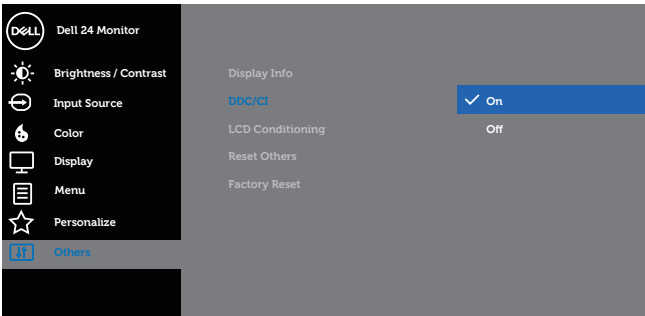 DELL
Dell 24 Monitor
Brightness / Contrast
Input Source
Color
Display
Menu
Personalize
Others
Display Info
DDC/CI
LCD Conditioning
Reset Others
Factory Reset
On
Off